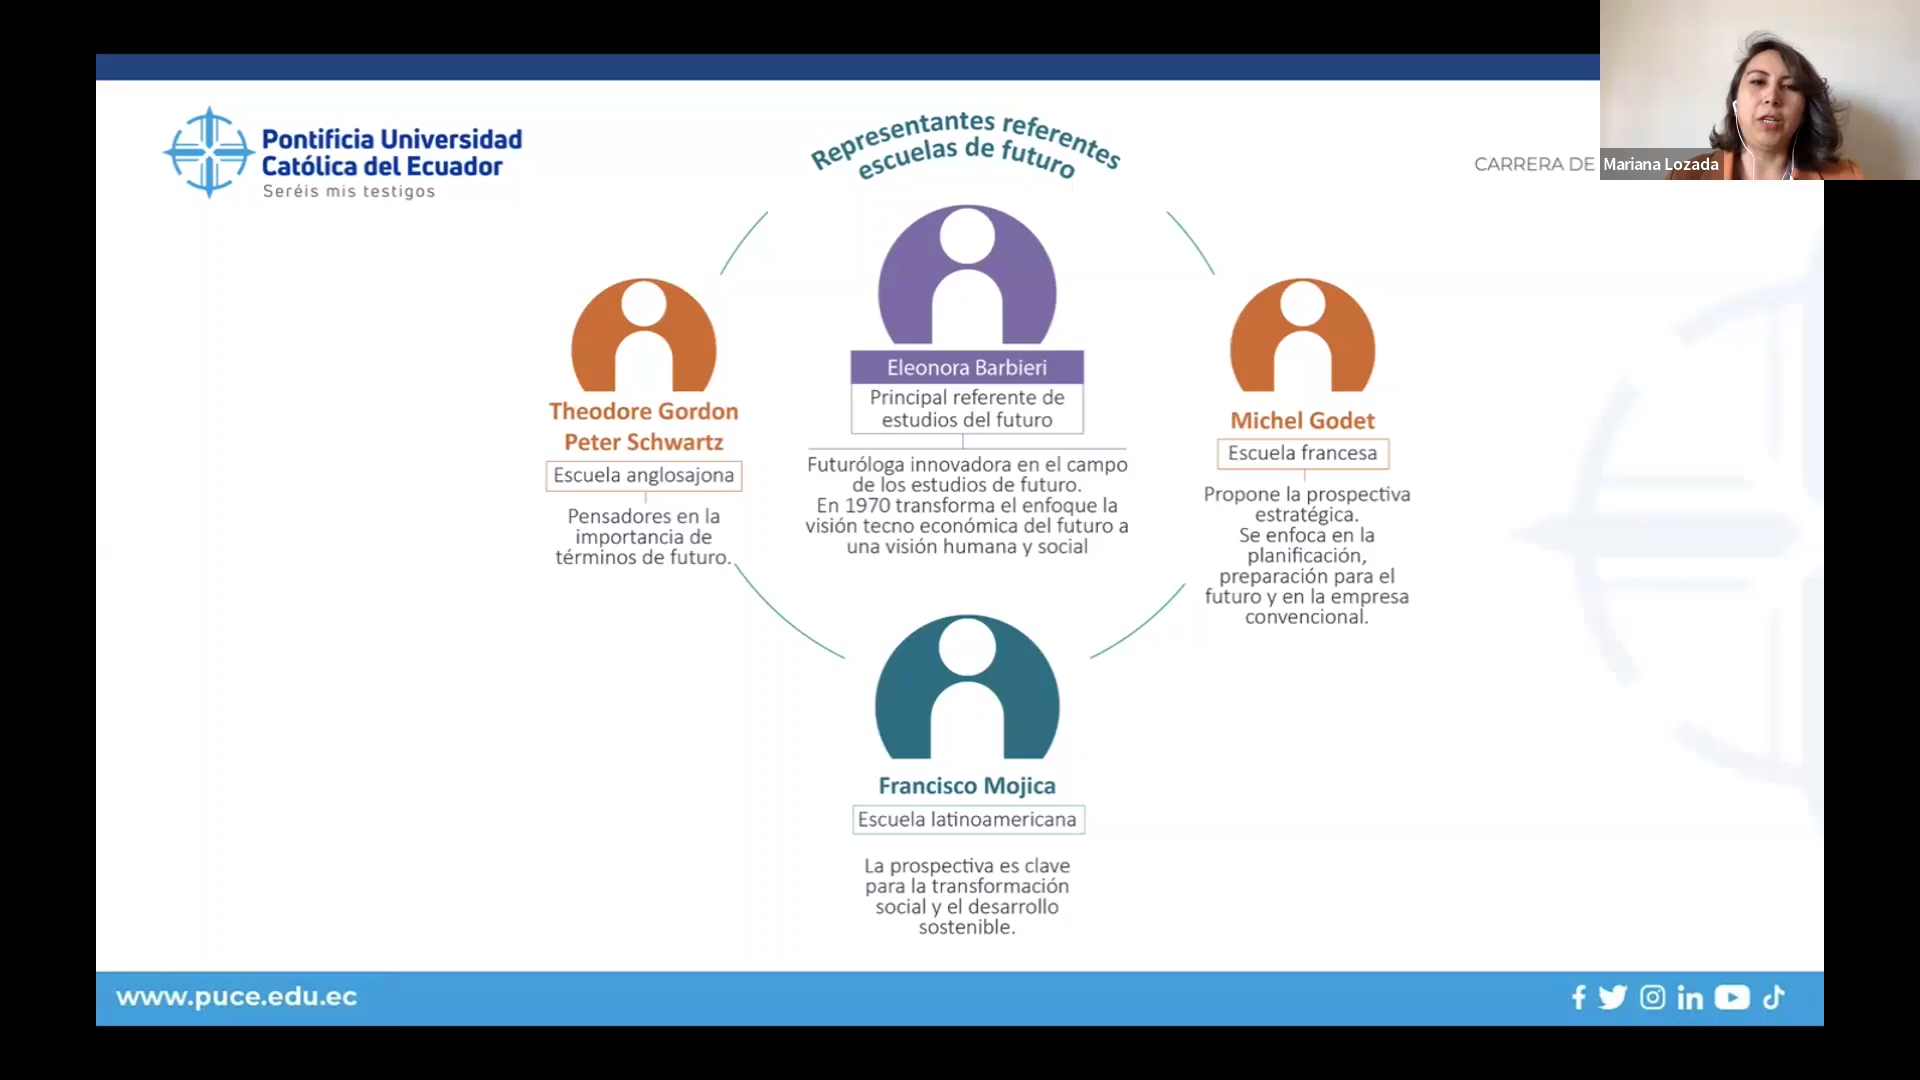 Pontificia Universidad
Católica del Ecuador
Seréis mis testigos
Representantes referentes
escuelas de futuro
CARRERA DE
Mariana Lozada
Eleonora Barbieri
Principal referente de
estudios del futuro
Futuróloga innovadora en el campo
de los estudios de futuro.
En 1970 transforma el enfoque la
visión tecno económica del futuro a
una visión humana y social
Theodore Gordon
Peter Schwartz
Escuela anglosajona
Pensadores en la
importancia de
términos de futuro.
Michel Godet
Escuela francesa
Propone la prospectiva
estratégica.
Se enfoca en la
planificación,
preparación para el
futuro y en la empresa
convencional.
Francisco Mojica
Escuela latinoamericana
La prospectiva es clave
para la transformación
social y el desarrollo
sostenible.
www.puce.edu.ec